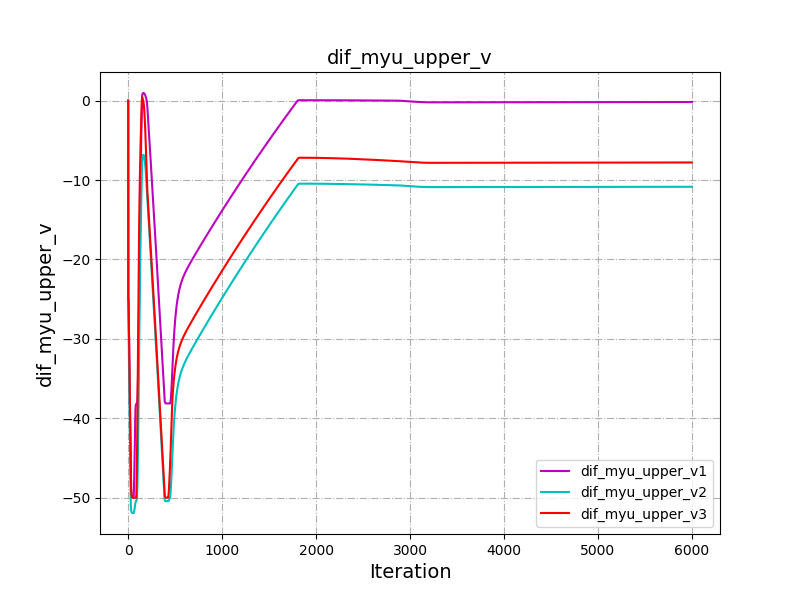 dif_myu_upper_v
dif_myu_upper_v
0
−10
−20
−30
−40
−50
0
1000
2000
3000
4000
5000
6000
Iteration
dif_myu_upper_v1
dif_myu_upper_v2
dif_myu_upper_v3